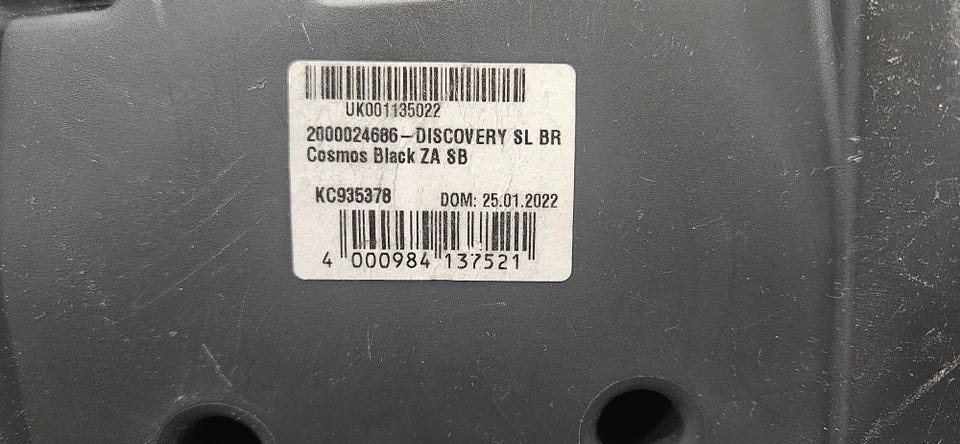 UK001135022
2000024686-DISCOVERY SL BR
Cosmos Black ZA SB
KC935378 DOM: 25.01.2022
4 000984 137521